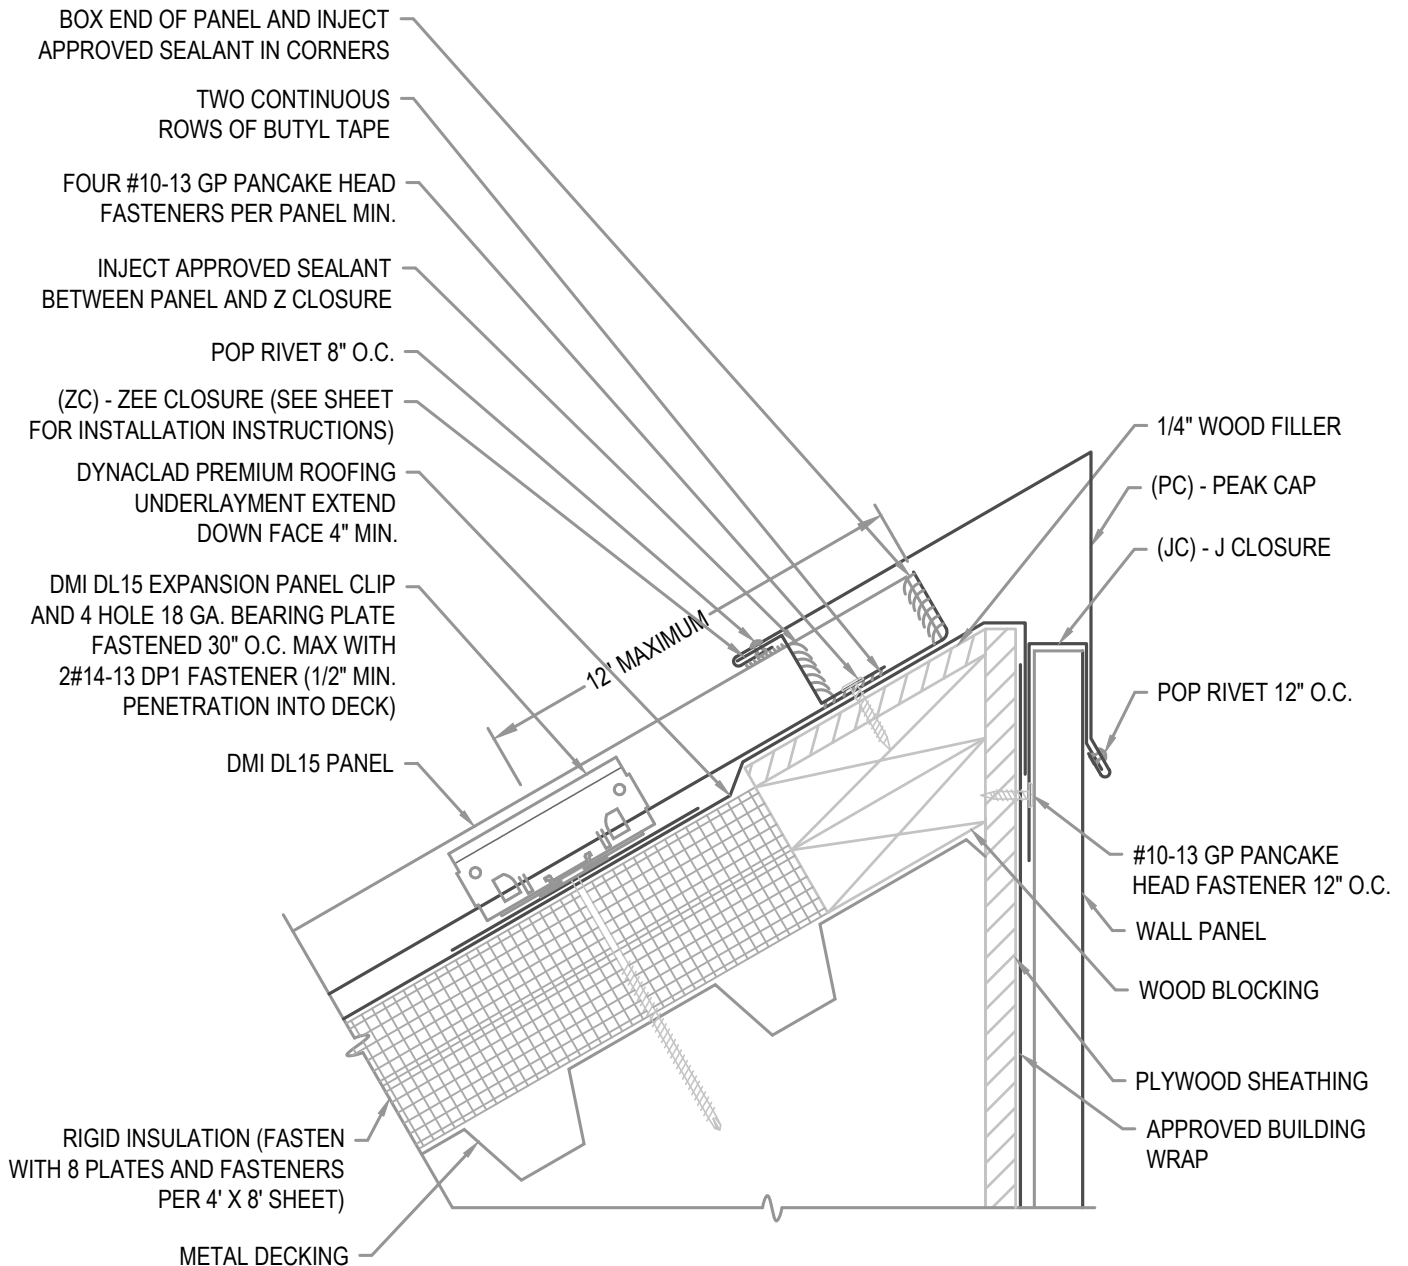 BOX END OF PANEL AND INJECT
APPROVED SEALANT IN CORNERS
TWO CONTINUOUS
ROWS OF BUTYL TAPE
FOUR #10-13 GP PANCAKE HEAD
FASTENERS PER PANEL MIN.
INJECT APPROVED SEALANT
BETWEEN PANEL AND Z CLOSURE
POP RIVET 8" O.C.
(ZC) - ZEE CLOSURE (SEE SHEET
FOR INSTALLATION INSTRUCTIONS)
DYNACLAD PREMIUM ROOFING
UNDERLAYMENT EXTEND
DOWN FACE 4" MIN.
DMI DL15 EXPANSION PANEL CLIP
AND 4 HOLE 18 GA. BEARING PLATE
FASTENED 30" O.C. MAX WITH
2#14-13 DP1 FASTENER (1/2" MIN.
PENETRATION INTO DECK)
DMI DL15 PANEL
RIGID INSULATION (FASTEN
WITH 8 PLATES AND FASTENERS
PER 4' X 8' SHEET)
METAL DECKING
12' MAXIMUM
1/4" WOOD FILLER
(PC) - PEAK CAP
(JC) - J CLOSURE
POP RIVET 12" O.C.
#10-13 GP PANCAKE
HEAD FASTENER 12" O.C.
WALL PANEL
WOOD BLOCKING
PLYWOOD SHEATHING
APPROVED BUILDING
WRAP